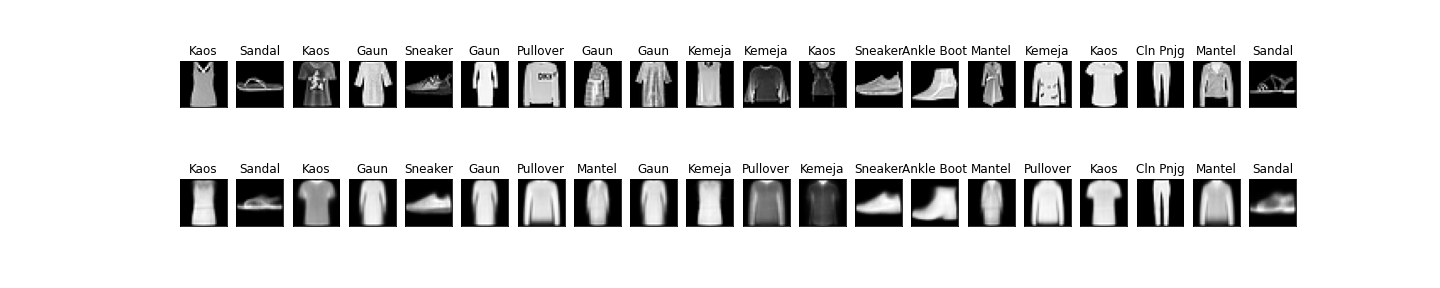 Kaos Sandal Kaos Gaun Sneaker Gaun Pullover Gaun Gaun Kemeja Kemeja Kaos Sneaker Ankle Boot Mantel Kemeja Kaos Cln Pnjg Mantel Sandal
DKNY
Kaos Sandal Kaos Gaun Sneaker Gaun Pullover Mantel Gaun Kemeja Pullover Kemeja Sneaker Ankle Boot Mantel Pullover Kaos Cln Pnjg Mantel Sandal